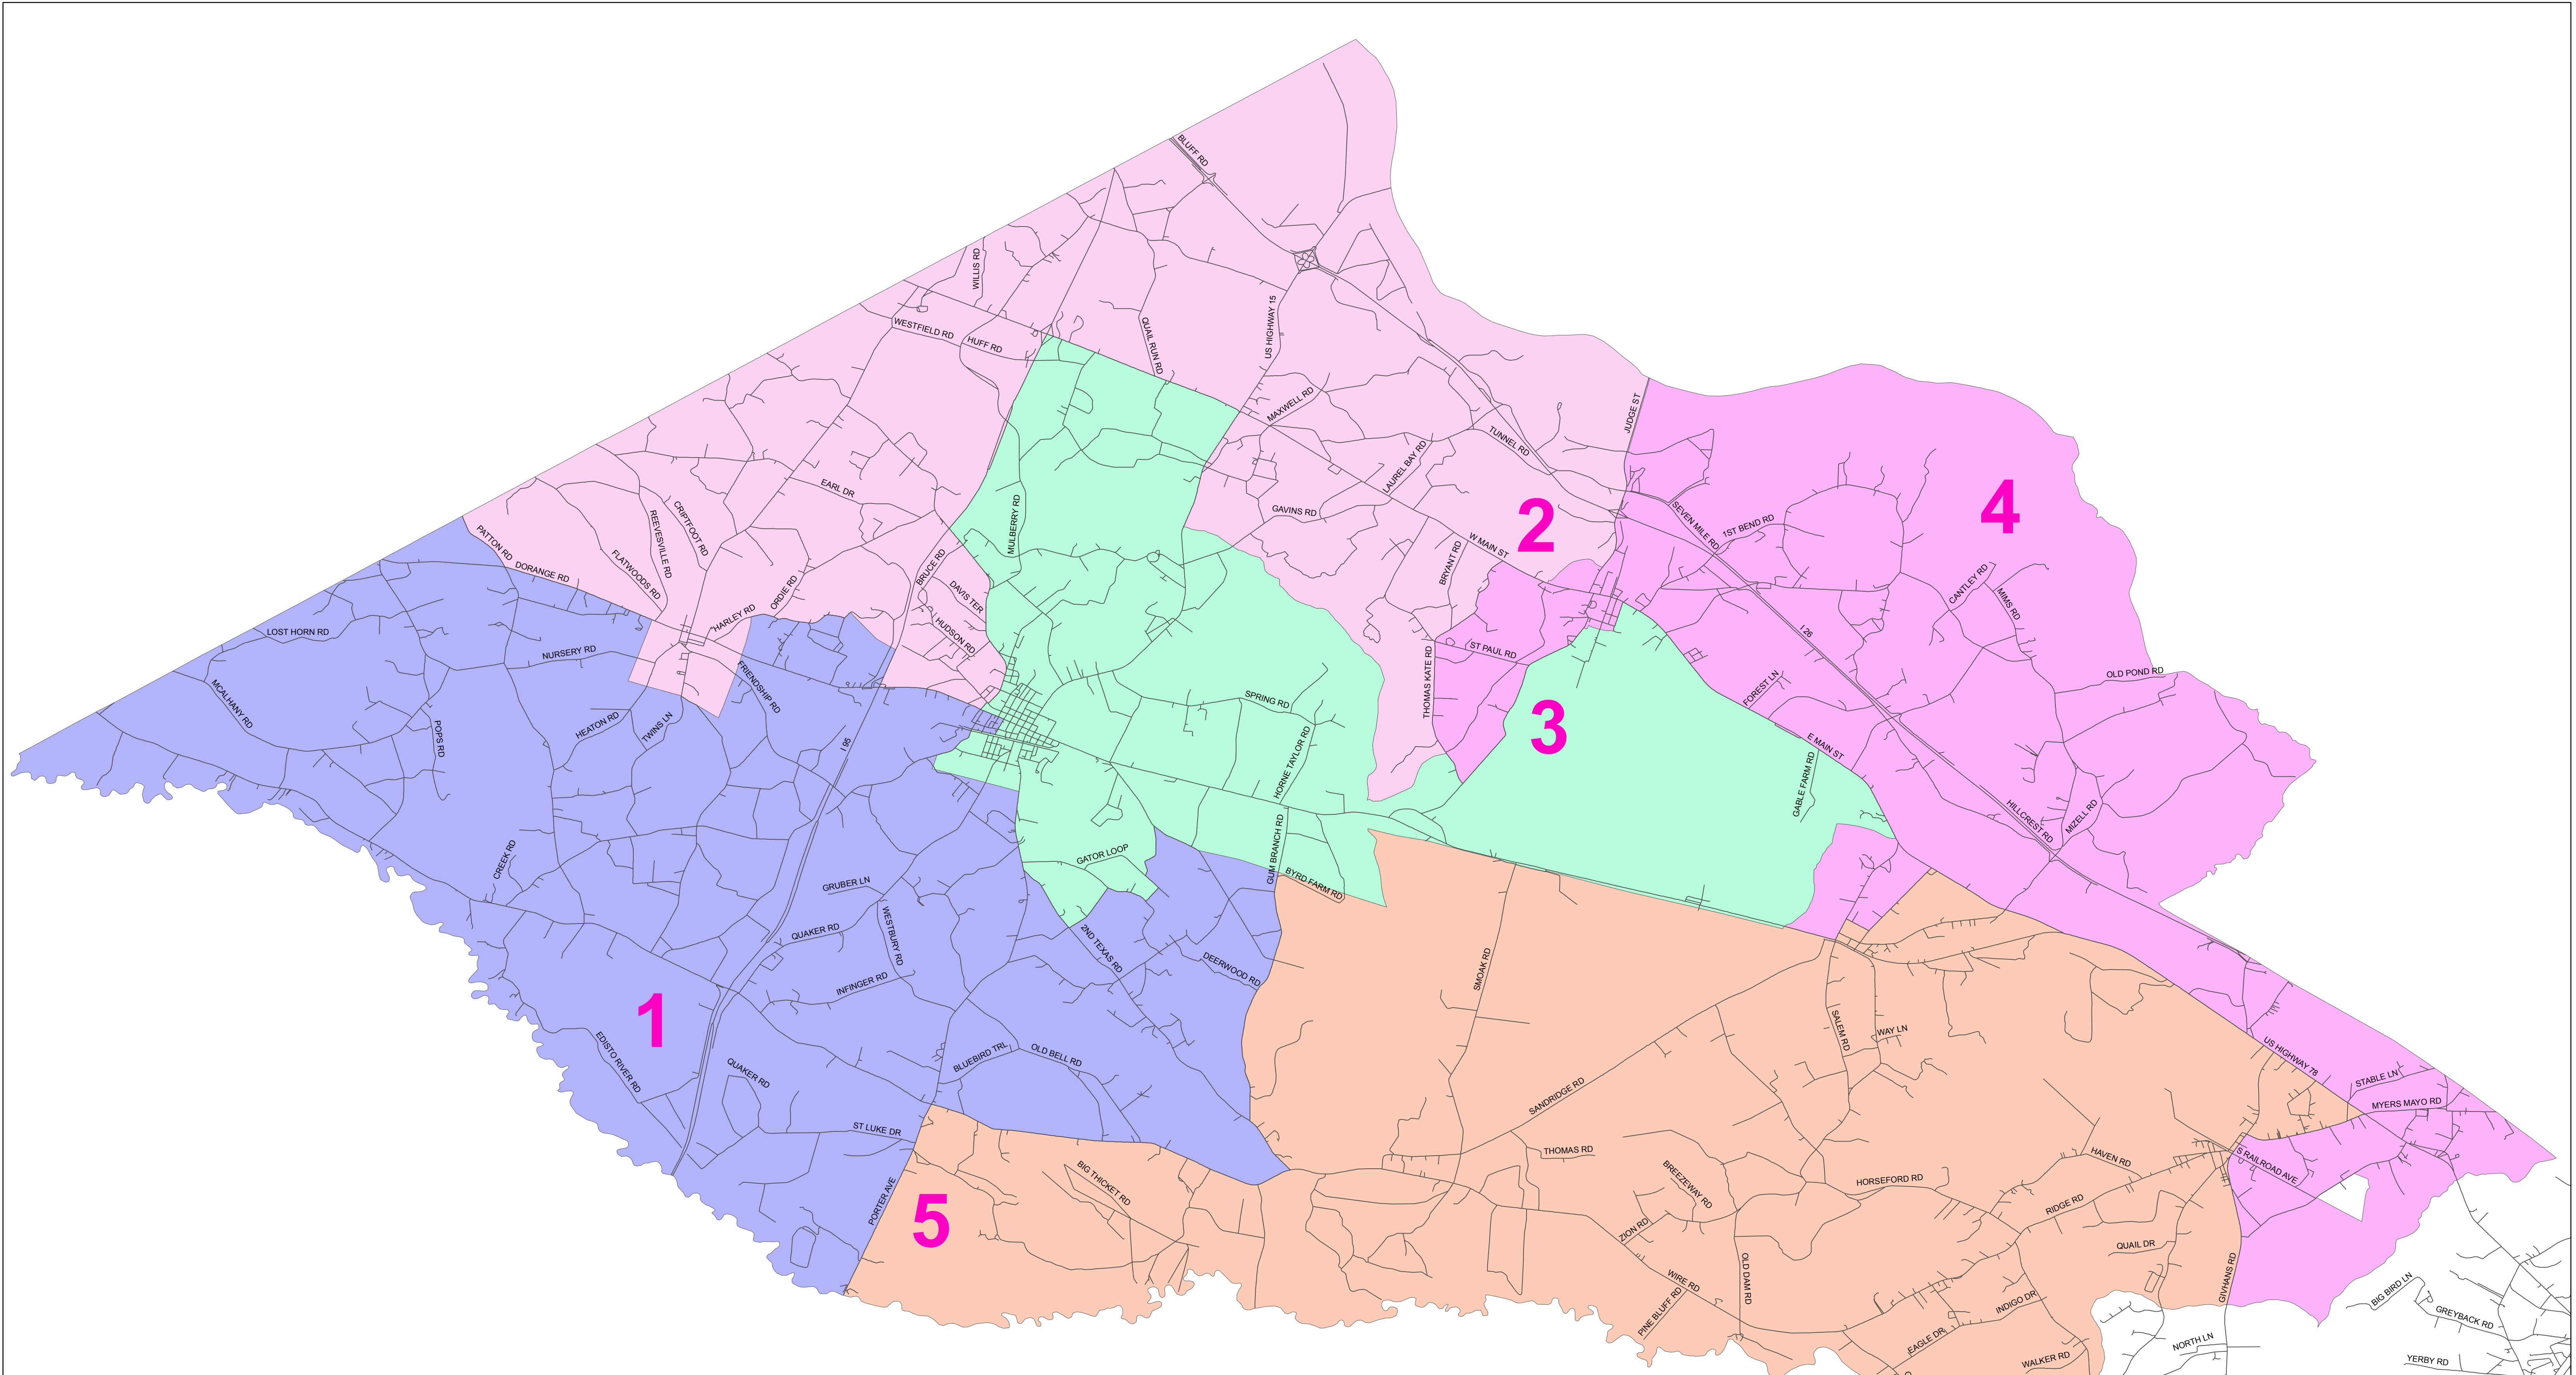 BLUFF RD
WILLIS RD
US HIGHWAY 15
QUAIL RUN RD
WESTFIELD RD
HUFF RD
MAXWELL RD
JUDGE ST
TUNNEL RD
LAUREL BAY RD
EARL DR
MULBERRY RD
GAVINS RD
2
4
CRIPTFOOT RD
REEVESVILLE RD
PATTON RD
DORANGE RD
FLATWOODS RD
ORDIE RD
HARLEY RD
BRUCE RD
DAVIS TER
HUDSON RD
W MAIN ST
BRYANT RD
SEVEN MILE RD
1ST BEND RD
CANTLEY RD
MIMS RD
I 26
LOST HORN RD
NURSERY RD
FRIENDSHIP RD
ST PAUL RD
THOMAS KATE RD
OLD POND RD
MCALHANY RD
POPS RD
HEATON RD
TWINS LN
I 95
SPRING RD
HORNE TAYLOR RD
3
FOREST LN
E MAIN ST
GABLE FARM RD
HILLCREST RD
MIZELL RD
CREEK RD
GATOR LOOP
GUM BRANCH RD
BYRD FARM RD
GRUBER LN
QUAKER RD
WESTBURY RD
2ND TEXAS RD
DEERWOOD RD
INFINGER RD
SMOAK RD
1
EDISTO RIVER RD
QUAKER RD
BLUEBIRD TRL
OLD BELL RD
SALEM RD
WAY LN
US HIGHWAY 78
STABLE LN
MYERS MAYO RD
SANDRIDGE RD
ST LUKE DR
THOMAS RD
BIG THICKET RD
BREEZEWAY RD
HORSEFORD RD
HAVEN RD
S RAILROAD AVE
PORTER AVE
5
ZION RD
RIDGE RD
QUAIL DR
OLD DAM RD
WIRE RD
PINE BLUFF RD
GIVHANS RD
INDIGO DR
EAGLE DR
WALKER RD
BIG BIRD LN
GREYBACK RD
NORTH LN
YERBY RD